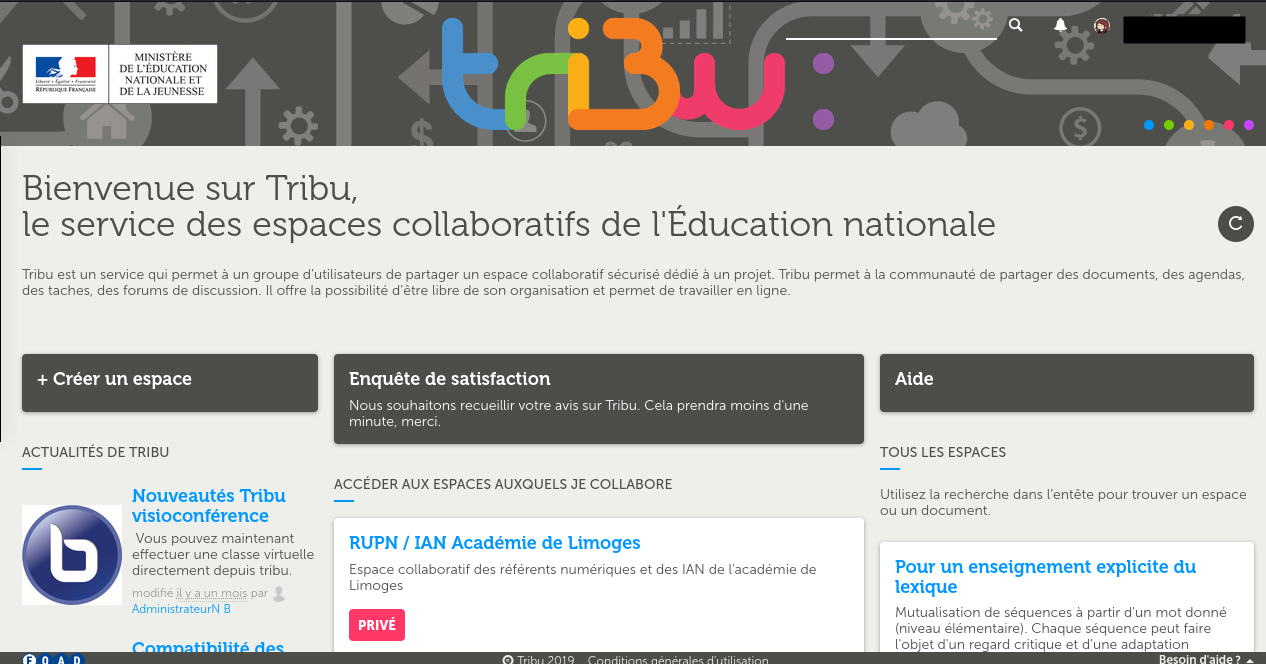 MINISTÈRE
DE L'ÉDUCATION
NATIONALE ET
DE LA JEUNESSE
Liberté • Égalité • Fraternité
RÉPUBLIQUE FRANÇAISE
tribu:
Bienvenue sur Tribu,
le service des espaces collaboratifs de l'Éducation nationale
Tribu est un service qui permet à un groupe d'utilisateurs de partager un espace collaboratif sécurisé dédié à un projet. Tribu permet à la communauté de partager des documents, des agendas,
des taches, des forums de discussion. Il offre la possibilité d'être libre de son organisation et permet de travailler en ligne.
+ Créer un espace
ACTUALITÉS DE TRIBU
Nouveautés Tribu
visioconférence
Vous pouvez maintenant
effectuer une classe virtuelle
directement depuis tribu.
modifié il y a un mois par
AdministrateurN B
Compatibilité des
Enquête de satisfaction
Nous souhaitons recueillir votre avis sur Tribu. Cela prendra moins d'une
minute, merci.
ACCÉDER AUX ESPACES AUXQUELS JE COLLABORE
RUPN / IAN Académie de Limoges
Espace collaboratif des référents numériques et des IAN de l'académie de
Limoges
PRIVÉ
Aide
TOUS LES ESPACES
Utilisez la recherche dans l'entête pour trouver un espace
ou un document.
Pour un enseignement explicite du
lexique
Mutualisation de séquences à partir d'un mot donné
(niveau élémentaire). Chaque séquence peut faire
l'objet d'un regard critique et d'une adaptation
FOAD
© Tribu 2019 Conditions générales d'utilisation
Besoin d'aide ?